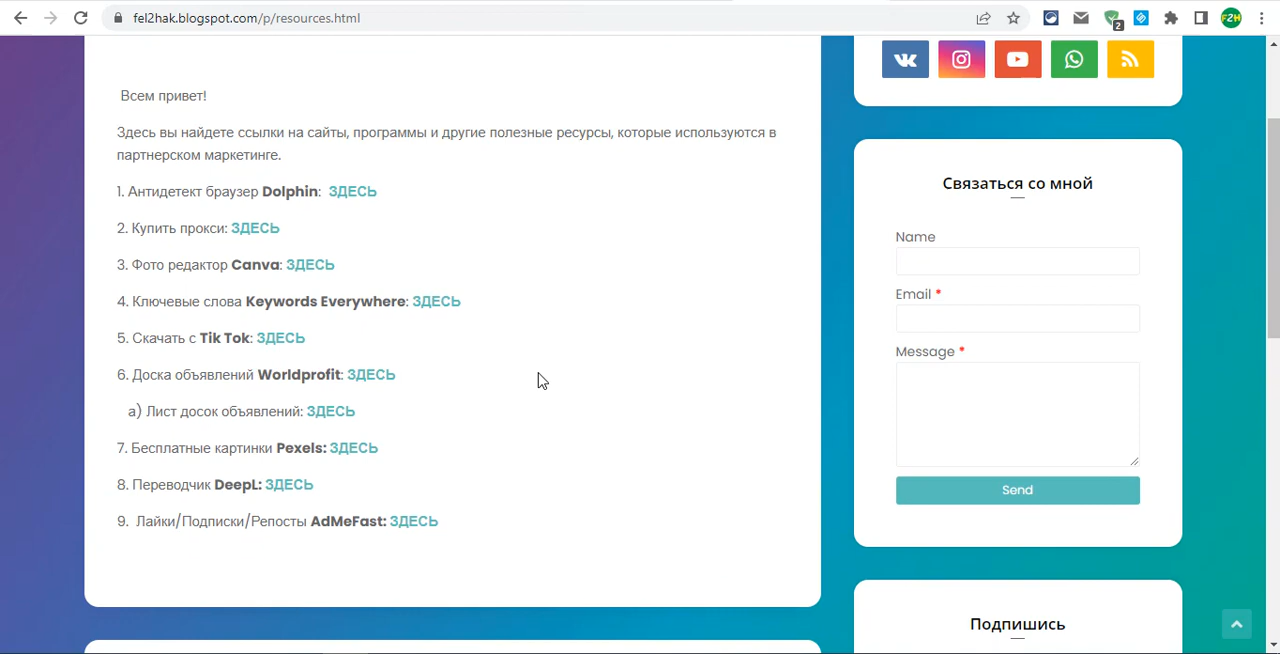 fel2hak.blogspot.com/p/resources.html
2
F2H
Всем привет!
Здесь вы найдете ссылки на сайты, программы и другие полезные ресурсы, которые используются в
партнерском маркетинге.
1. Антидетект браузер Dolphin: ЗДЕСЬ
2. Купить прокси: ЗДЕСЬ
3. Фото редактор Canva: ЗДЕСЬ
4. Ключевые слова Keywords Everywhere: ЗДЕСЬ
5. Скачать с Tik Tok: ЗДЕСЬ
6. Доска объявлений Worldprofit: ЗДЕСЬ
а) Лист досок объявлений: ЗДЕСЬ
7. Бесплатные картинки Pexels: ЗДЕСЬ
8. Переводчик DeepL: ЗДЕСЬ
9. Лайки/Подписки/Репосты AdMeFast: ЗДЕСЬ
Связаться со мной
Name
Email *
Message *
Send
Подпишись